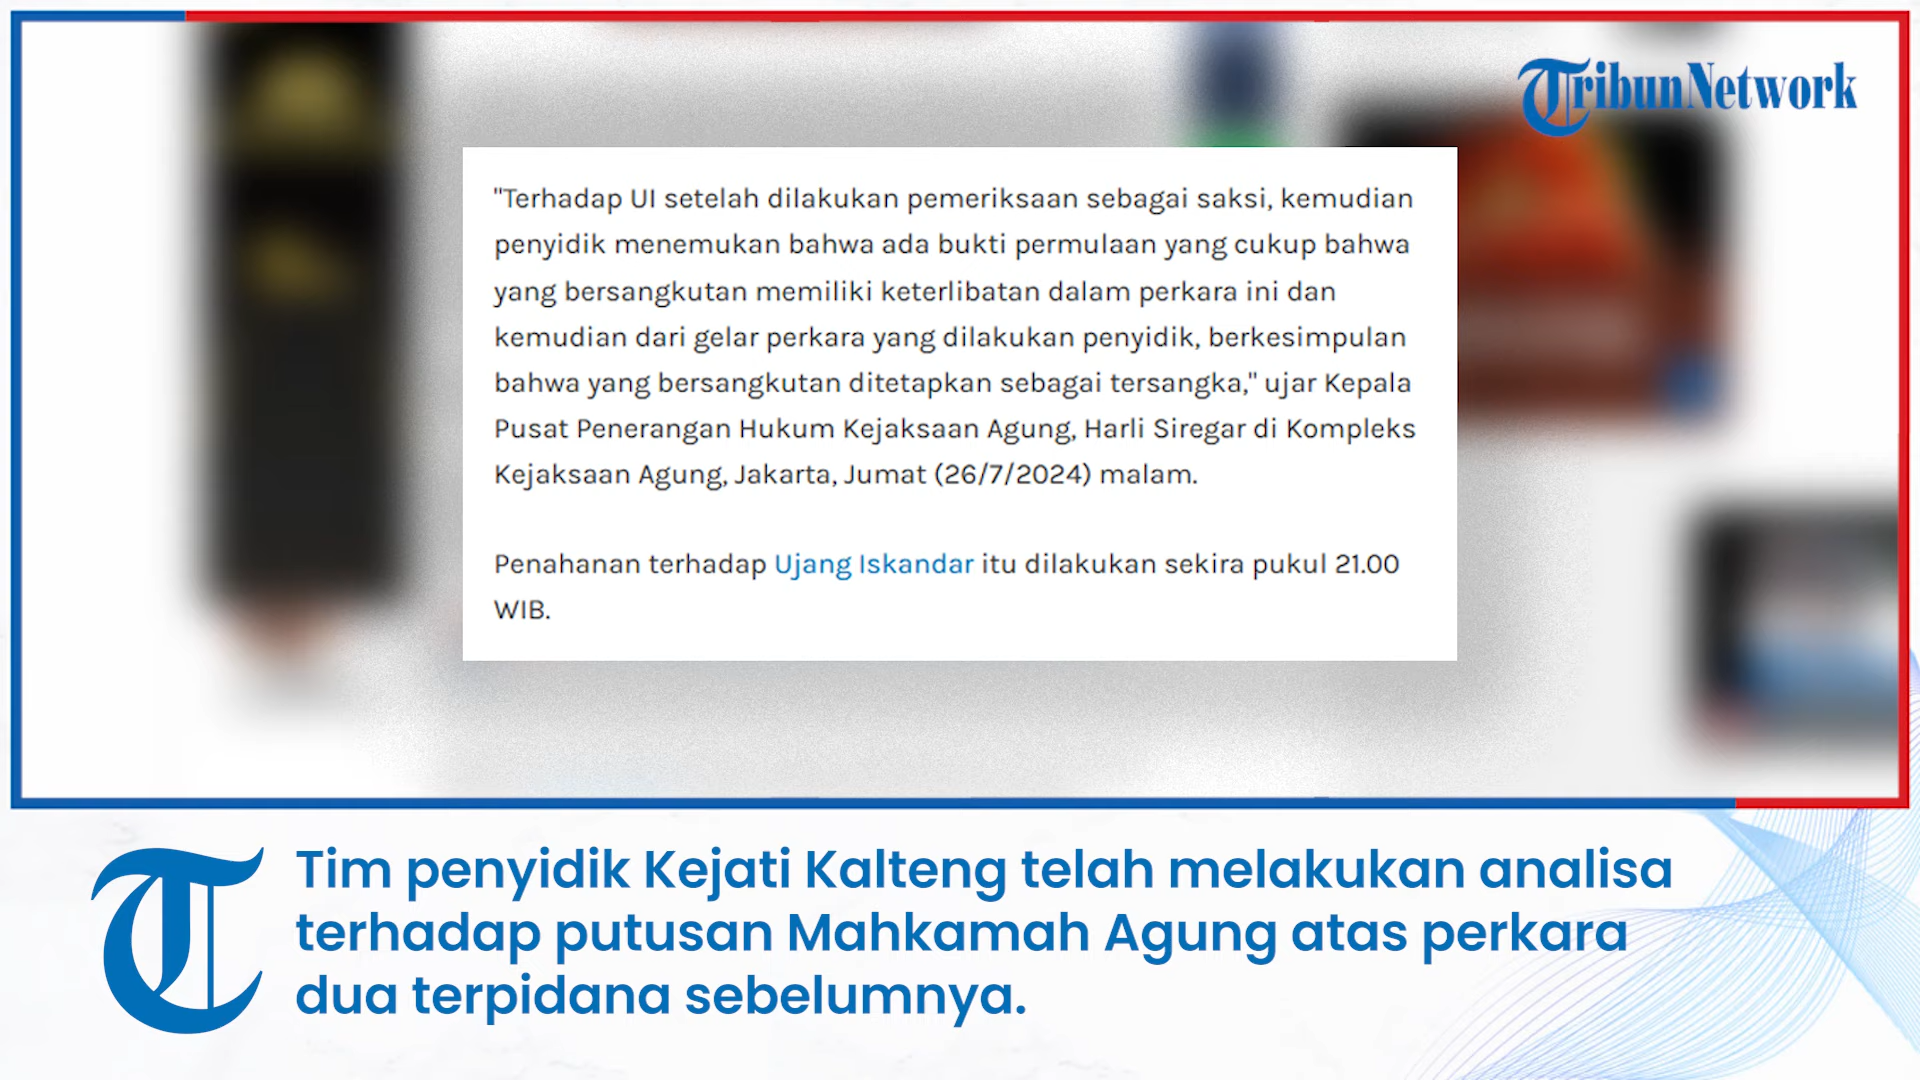 TribunNetwork
"Terhadap UI setelah dilakukan pemeriksaan sebagai saksi, kemudian
penyidik menemukan bahwa ada bukti permulaan yang cukup bahwa
yang bersangkutan memiliki keterlibatan dalam perkara ini dan
kemudian dari gelar perkara yang dilakukan penyidik, berkesimpulan
bahwa yang bersangkutan ditetapkan sebagai tersangka," ujar Kepala
Pusat Penerangan Hukum Kejaksaan Agung, Harli Siregar di Kompleks
Kejaksaan Agung, Jakarta, Jumat (26/7/2024) malam.
Penahanan terhadap Ujang Iskandar itu dilakukan sekira pukul 21.00
WIB.
T
Tim penyidik Kejati Kalteng telah melakukan analisa
terhadap putusan Mahkamah Agung atas perkara
dua terpidana sebelumnya.